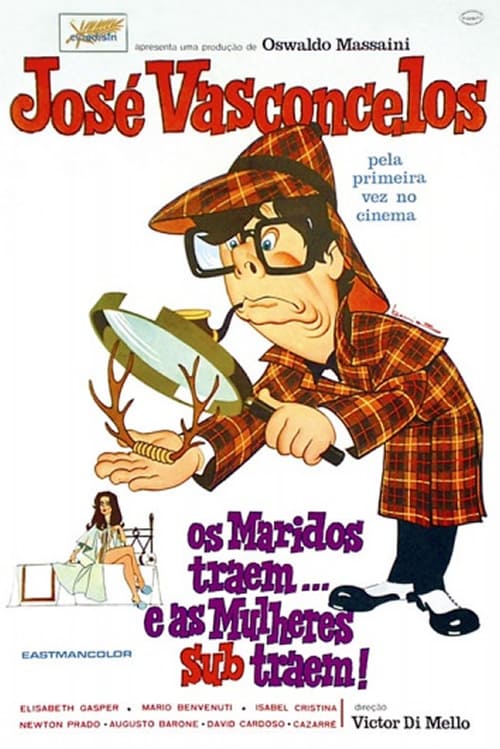 cinedistri
apresenta uma produção de Oswaldo Massaini
José Vasconcelos
pela
primeira
vez no
cinema
os Maridos
traem...
e as Mulheres
sub traem!
EASTMANCOLOR
ELISABETH GASPER - MARIO BENVENUTI - ISABEL CRISTINA
NEWTON PRADO - AUGUSTO BARONE - DAVID CARDOSO - CAZARRÉ
direção
Victor Di Mello